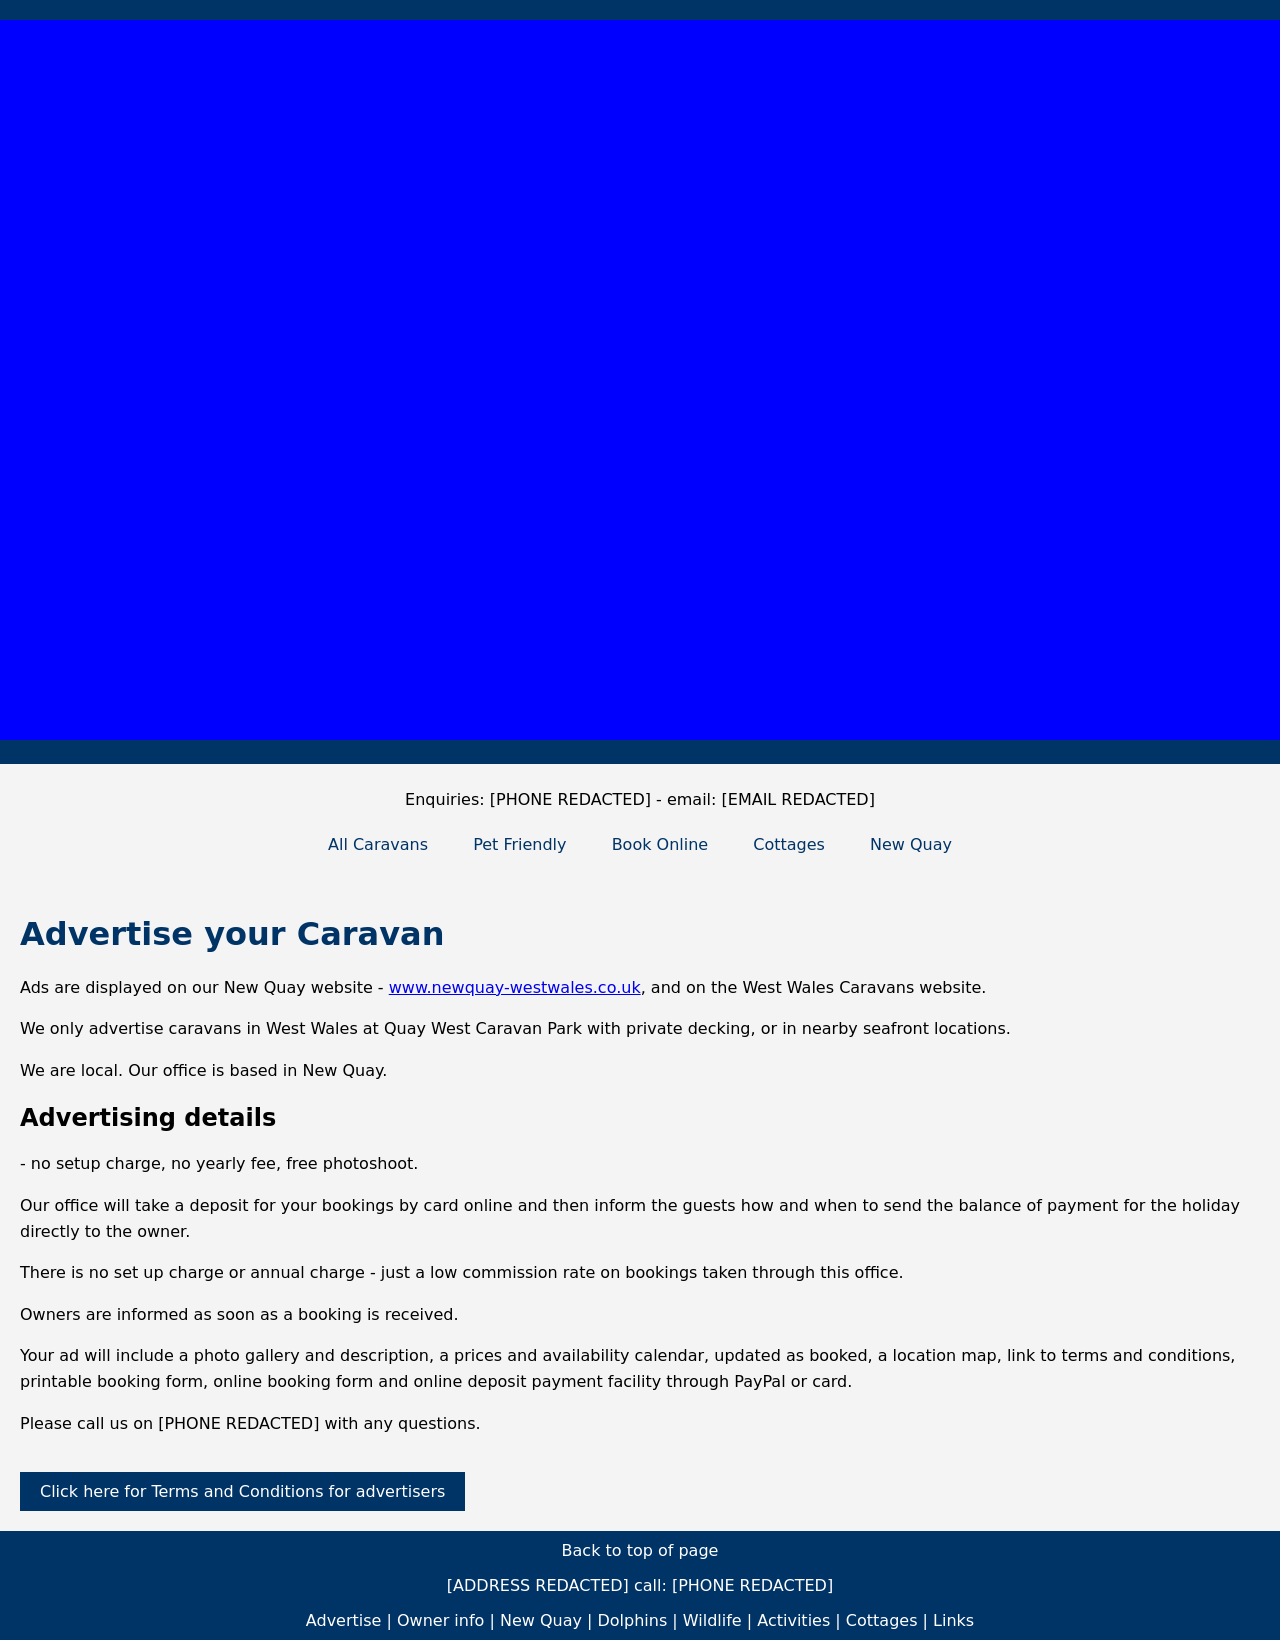 Enquiries: [PHONE REDACTED] - email: [EMAIL REDACTED]
All Caravans Pet Friendly Book Online Cottages New Quay
Advertise your Caravan
Ads are displayed on our New Quay website - www.newquay-westwales.co.uk, and on the West Wales Caravans website.
We only advertise caravans in West Wales at Quay West Caravan Park with private decking, or in nearby seafront locations.
We are local. Our office is based in New Quay.
Advertising details
- no setup charge, no yearly fee, free photoshoot.
Our office will take a deposit for your bookings by card online and then inform the guests how and when to send the balance of payment for the holiday
directly to the owner.
There is no set up charge or annual charge - just a low commission rate on bookings taken through this office.
Owners are informed as soon as a booking is received.
Your ad will include a photo gallery and description, a prices and availability calendar, updated as booked, a location map, link to terms and conditions,
printable booking form, online booking form and online deposit payment facility through PayPal or card.
Please call us on [PHONE REDACTED] with any questions.
Click here for Terms and Conditions for advertisers
Back to top of page
[ADDRESS REDACTED] call: [PHONE REDACTED]
Advertise | Owner info | New Quay | Dolphins | Wildlife | Activities | Cottages | Links